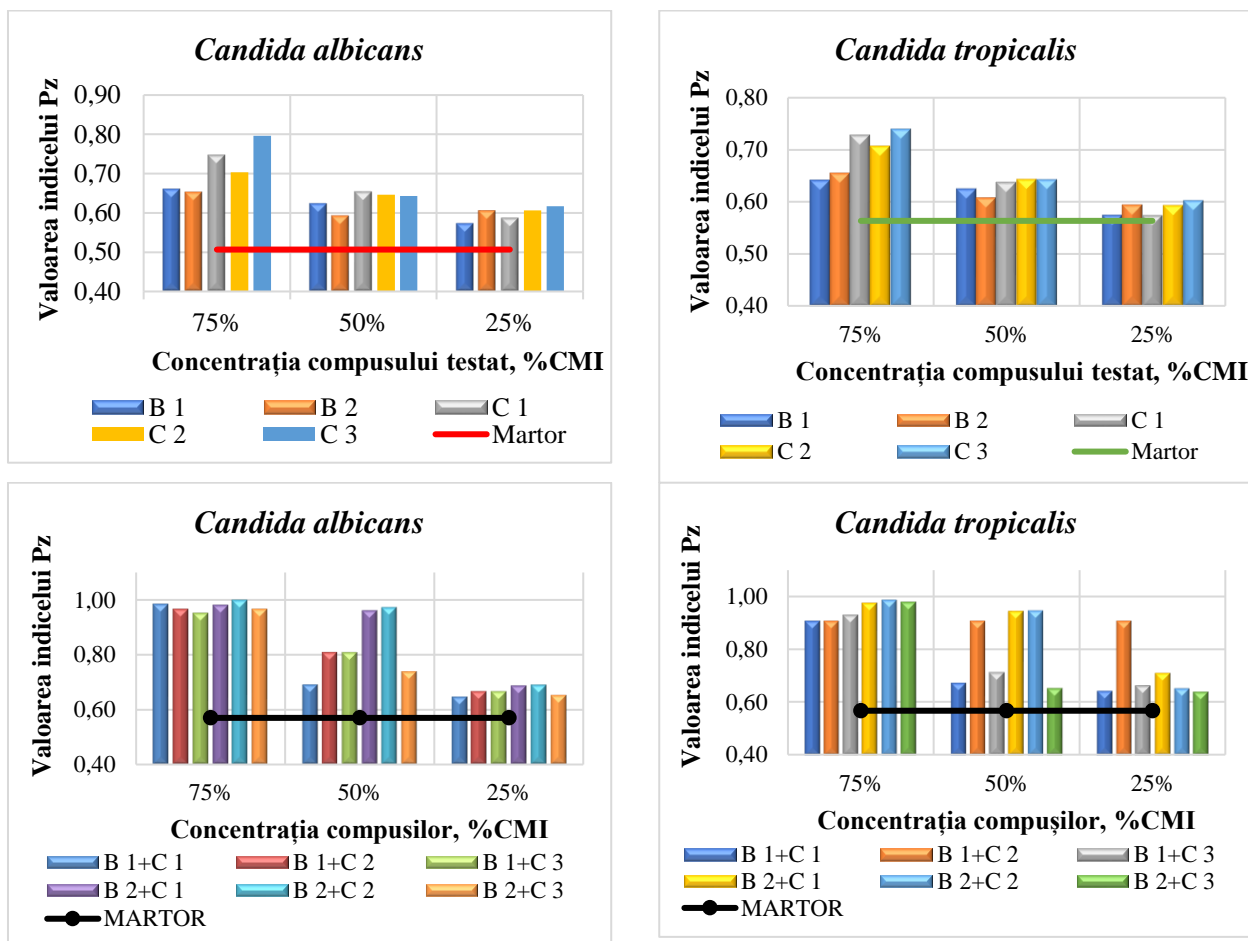 Candida albicans
Valoarea indicelui Pz
0,90
0,80
0,70
0,60
0,50
0,40
75%
50%
25%
Concentrația compusului testat, %CMI
B 1
B 2
C 1
C 2
C 3
Martor
Candida tropicalis
Valoarea indicelui Pz
0,80
0,70
0,60
0,50
0,40
75%
50%
25%
Concentrația compusului testat, %CMI
B 1
B 2
C 1
C 2
C 3
Martor
Candida albicans
Valoarea indicelui Pz
1,00
0,80
0,60
0,40
75%
50%
25%
Concentrația compusilor, %CMI
B 1+C 1
B 1+C 2
B 1+C 3
B 2+C 1
B 2+C 2
B 2+C 3
MARTOR
Candida tropicalis
Valoarea indicelui Pz
1,00
0,80
0,60
0,40
75%
50%
25%
Concentrația compușilor, %CMI
B 1+C 1
B 1+C 2
B 1+C 3
B 2+C 1
B 2+C 2
B 2+C 3
MARTOR